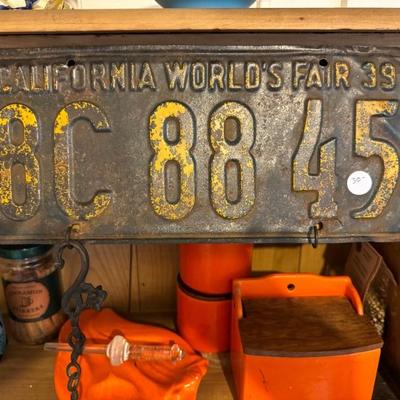 CALIFORNIA WORLD'S FAIR 39
8C 88 45